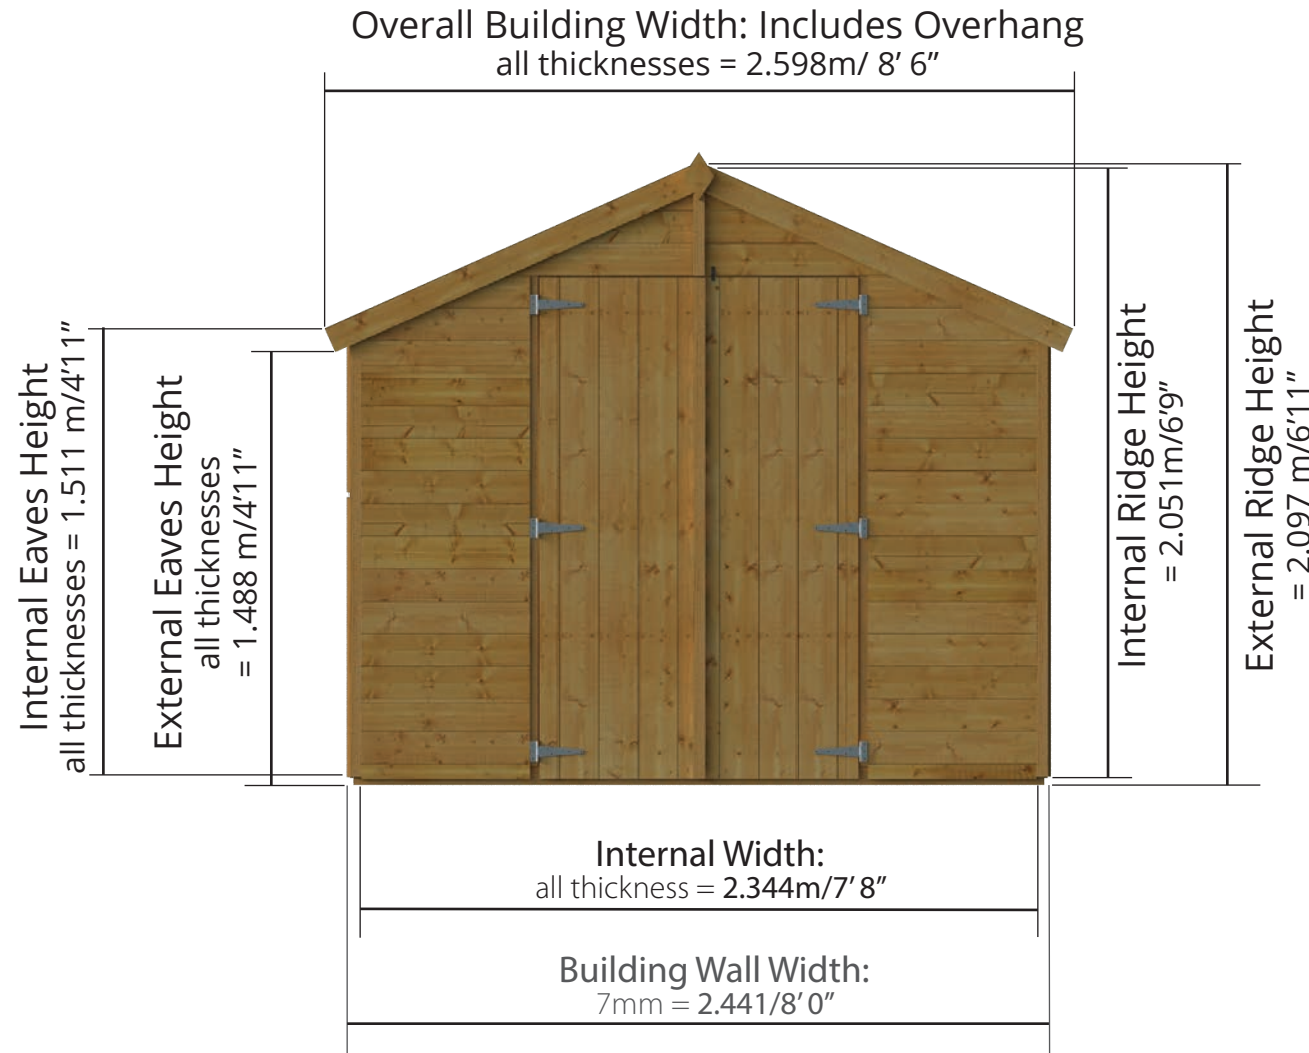 Overall Building Width: Includes Overhang
all thicknesses = 2.598m/ 8’ 6”
Internal Eaves Height
all thicknesses = 1.511 m/4’11”
External Eaves Height
all thicknesses
= 1.488 m/4’11”
Internal Ridge Height
= 2.051m/6’9”
External Ridge Height
= 2.097 m/6’11”
Internal Width:
all thickness = 2.344m/7’ 8”
Building Wall Width:
7mm = 2.441/8’ 0”